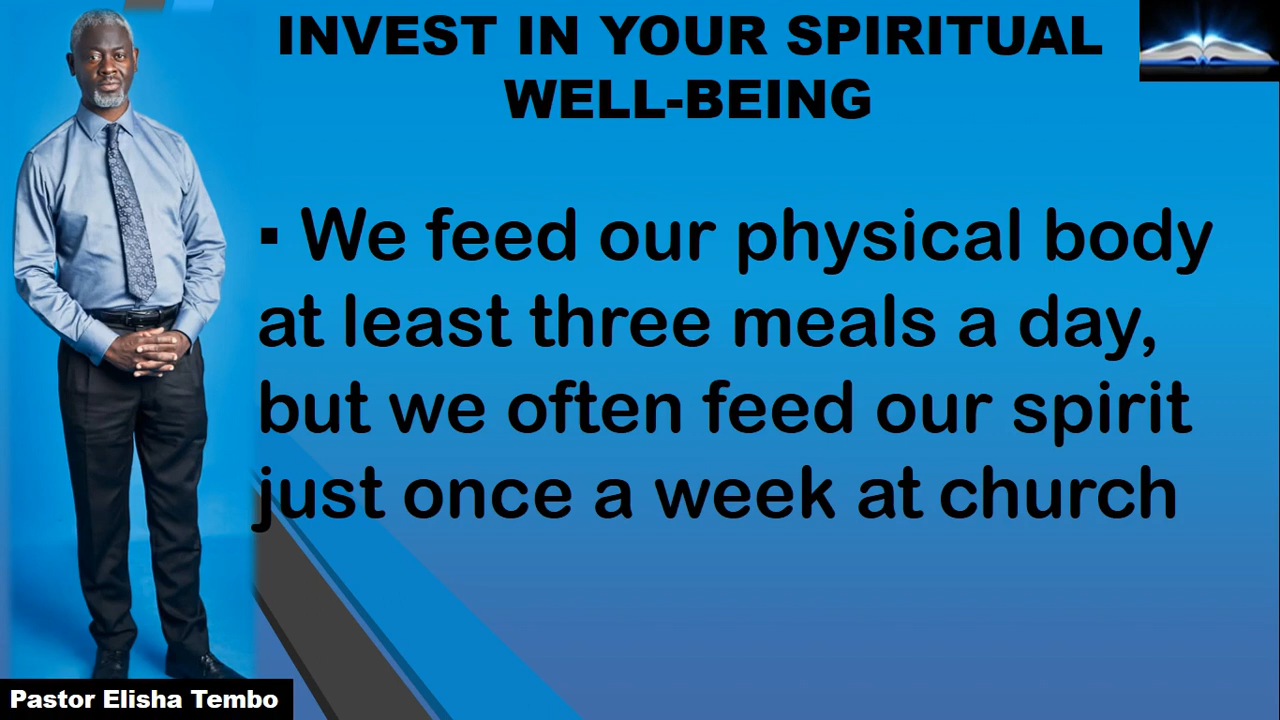 INVEST IN YOUR SPIRITUAL
WELL-BEING
▪ We feed our physical body
at least three meals a day,
but we often feed our spirit
just once a week at church
Pastor Elisha Tembo